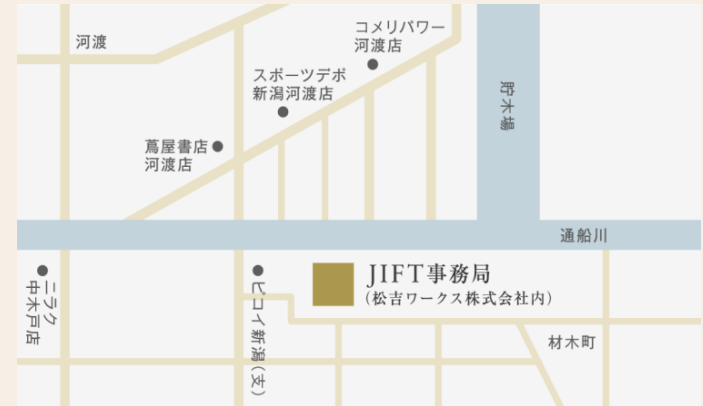 河渡
コメリパワー
河渡店
スポーツデポ
新潟河渡店
貯木場
蔦屋書店
河渡店
通船川
JIFT事務局
(松吉ワークス株式会社内)
ニラク
中木戸店
ビコイ新潟(支)
材木町